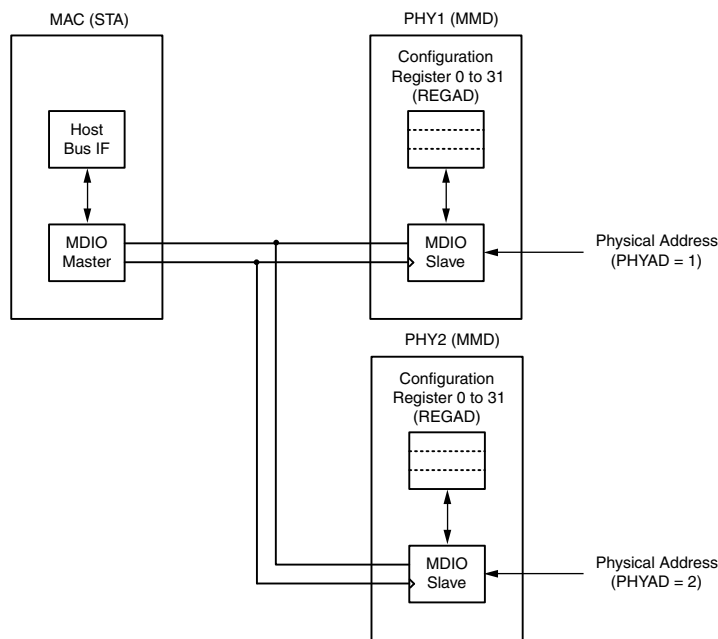 MAC (STA)
Host
Bus IF
MDIO
Master
PHY1 (MMD)
Configuration
Register 0 to 31
(REGAD)
MDIO
Slave
Physical Address
(PHYAD = 1)
PHY2 (MMD)
Configuration
Register 0 to 31
(REGAD)
MDIO
Slave
Physical Address
(PHYAD = 2)